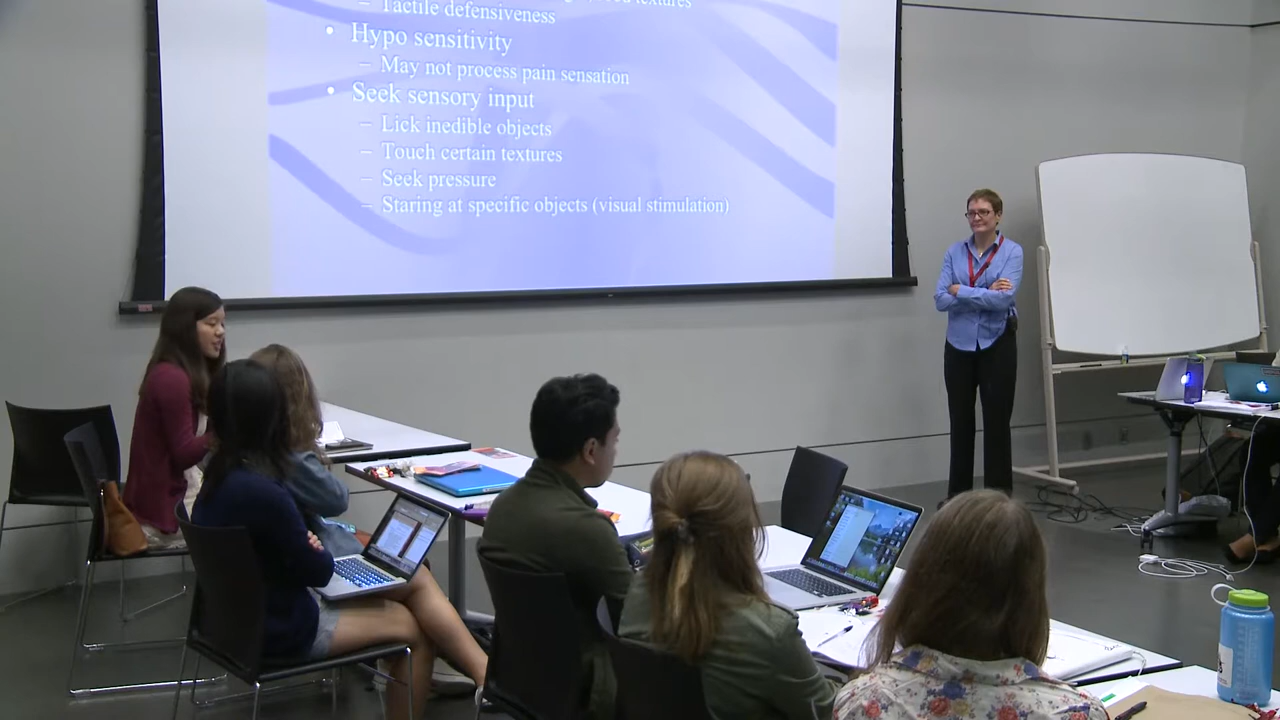 textures
– Tactile defensiveness
• Hypo sensitivity
– May not process pain sensation
• Seek sensory input
– Lick inedible objects
– Touch certain textures
– Seek pressure
– Staring at specific objects (visual stimulation)